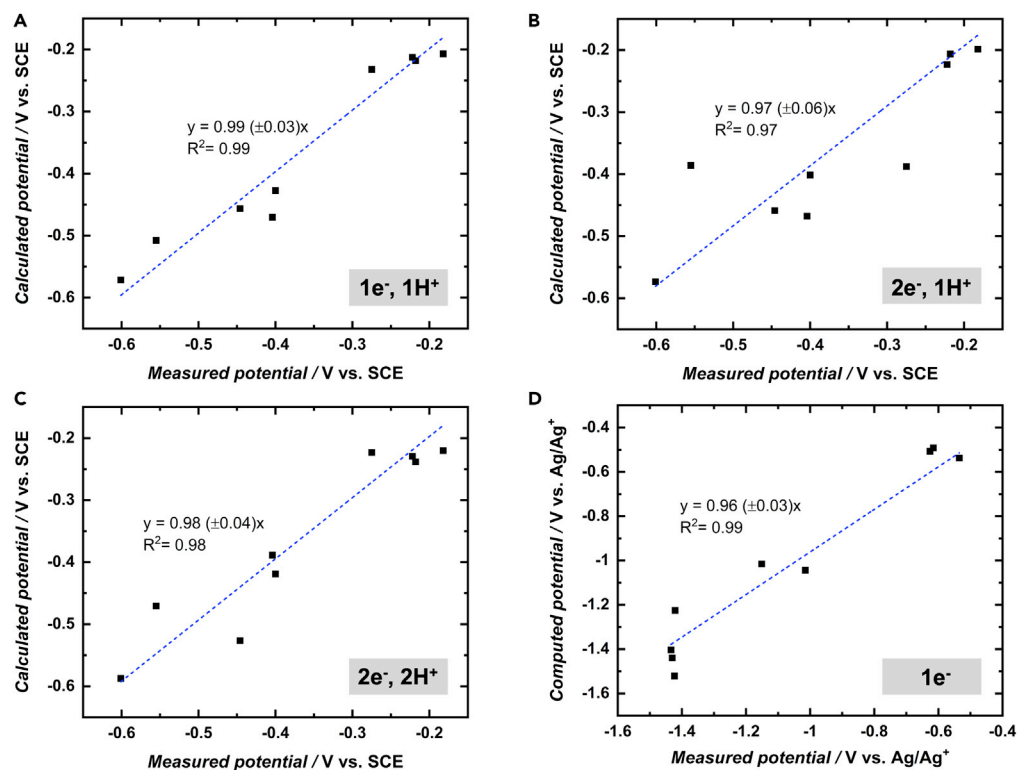 A
Calculated potential / V vs. SCE
-0.2
-0.3
-0.4
-0.5
-0.6
y = 0.99 (±0.03)x
R²= 0.99
1e⁻, 1H⁺
-0.6 -0.5 -0.4 -0.3 -0.2
Measured potential / V vs. SCE
B
Calculated potential / V vs. SCE
-0.2
-0.3
-0.4
-0.5
-0.6
y = 0.97 (±0.06)x
R²= 0.97
2e⁻, 1H⁺
-0.6 -0.5 -0.4 -0.3 -0.2
Measured potential / V vs. SCE
C
Calculated potential / V vs. SCE
-0.2
-0.3
-0.4
-0.5
-0.6
y = 0.98 (±0.04)x
R²= 0.98
2e⁻, 2H⁺
-0.6 -0.5 -0.4 -0.3 -0.2
Measured potential / V vs. SCE
D
Computed potential / V vs. Ag/Ag⁺
-0.4
-0.6
-0.8
-1
-1.2
-1.4
-1.6
y = 0.96 (±0.03)x
R²= 0.99
1e⁻
-1.6 -1.4 -1.2 -1 -0.8 -0.6 -0.4
Measured potential / V vs. Ag/Ag⁺